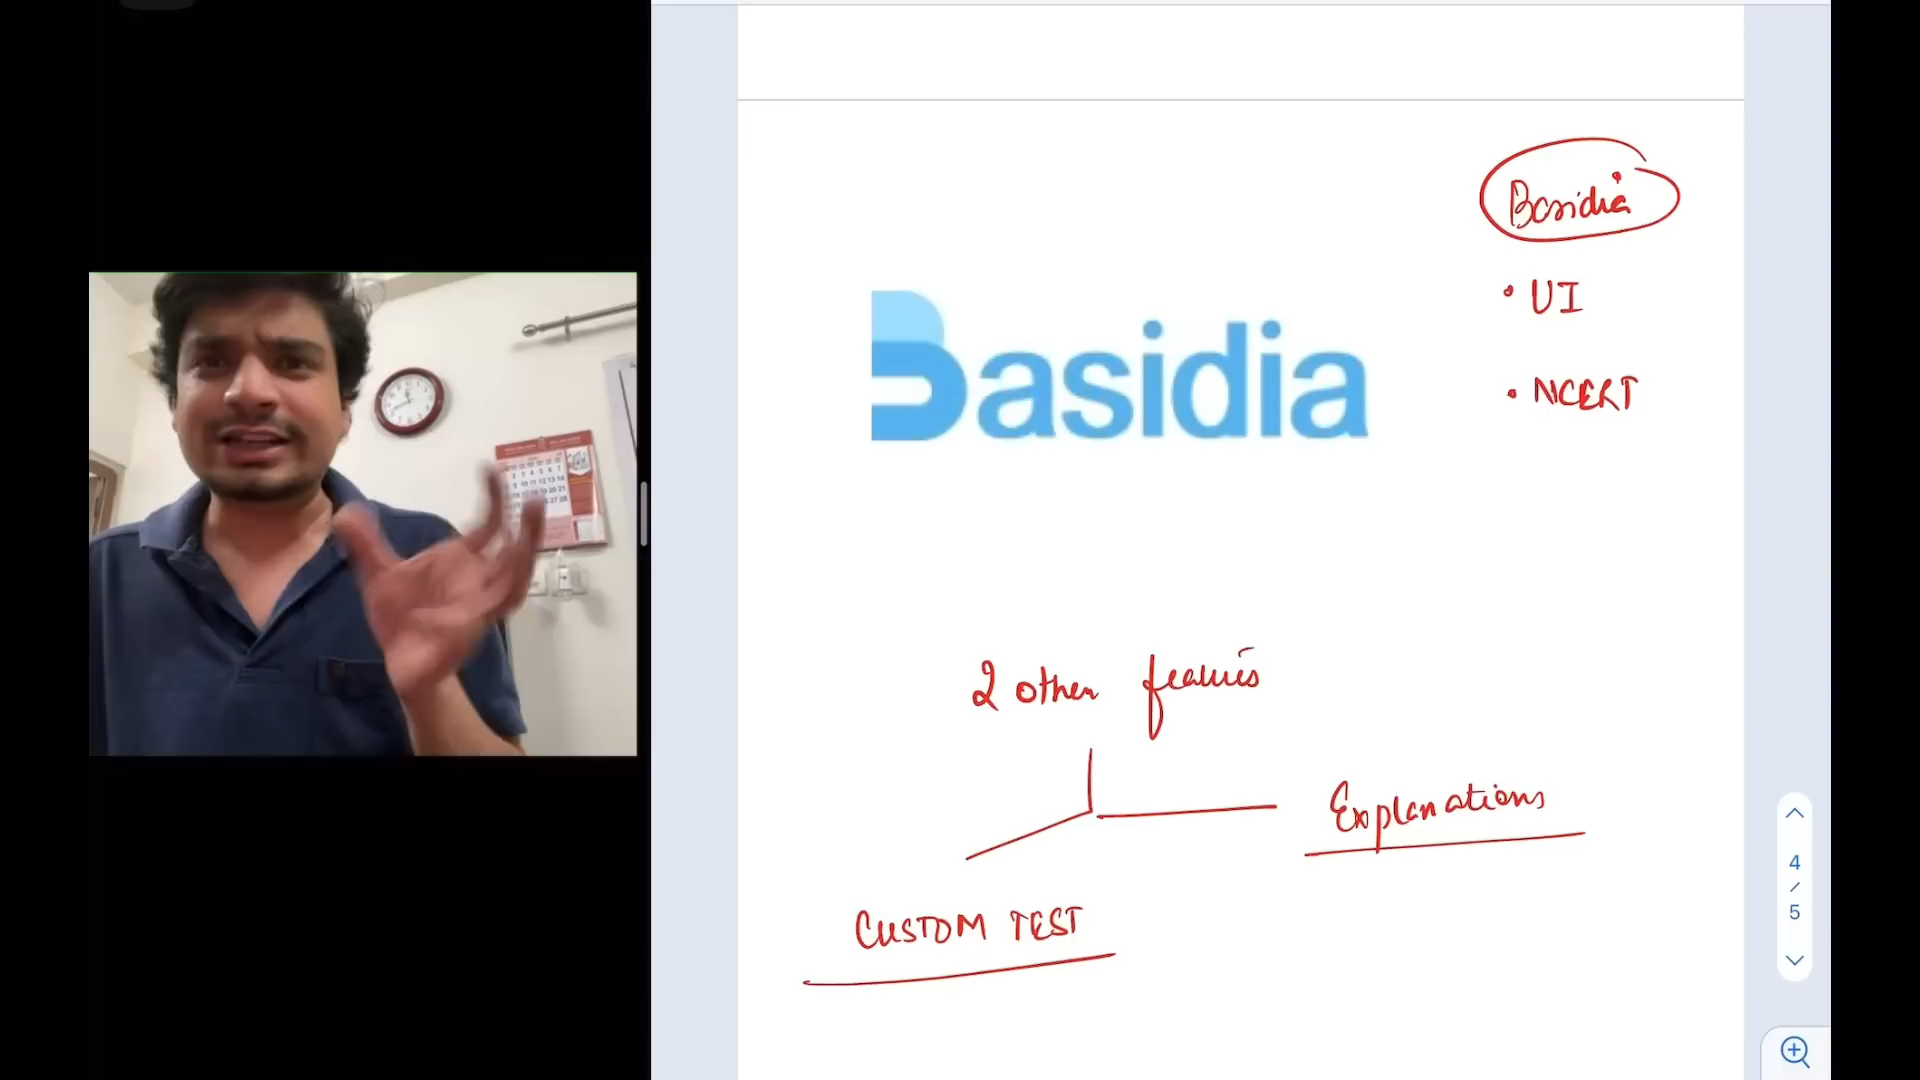 Basidia
• UI
• NCERT
Basidia
2 other features
Explanations
CUSTOM TEST
4
/
5